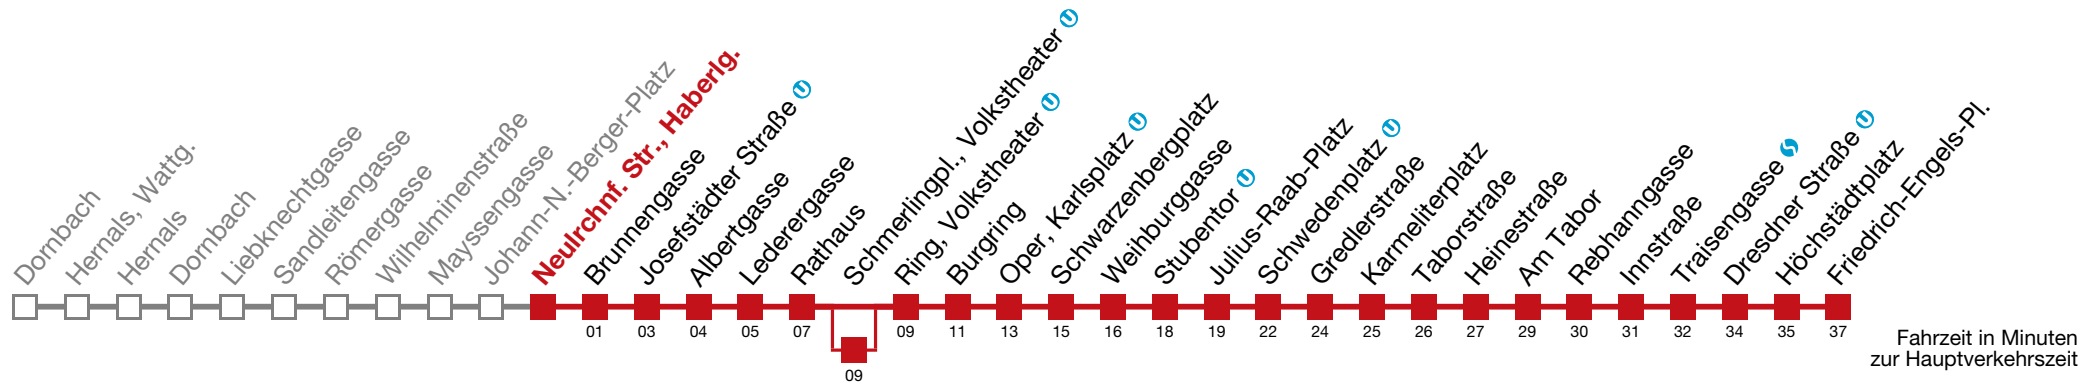 Dornbach
Hernals, Wattg.
Hernals
Dornbach
Liebknechtgasse
Sandleitengasse
Römergasse
Wilhelminenstraße
Mayssengasse
Johann-N.-Berger-Platz
Neulrchnf. Str., Haberlg.
Brunnengasse
Josefstädter Straße U
Albertgasse
Lederergasse
Rathaus
Schmerlingpl., Volkstheater U
Ring, Volkstheater U
Burgring
Oper, Karlsplatz U
Schwarzenbergplatz
Weihburggasse
Stubentor U
Julius-Raab-Platz
Schwedenplatz U
Gredlerstraße
Karmeliterplatz
Taborstraße
Heinestraße
Am Tabor
Rebhanngasse
Innstraße
Traisengasse S
Dresdner Straße U
Höchstädtplatz
Friedrich-Engels-Pl.
01 03 04 05 07 09 11 13 15 16 18 19 22 24 25 26 27 29 30 31 32 34 35 37
09
Fahrzeit in Minuten
zur Hauptverkehrszeit